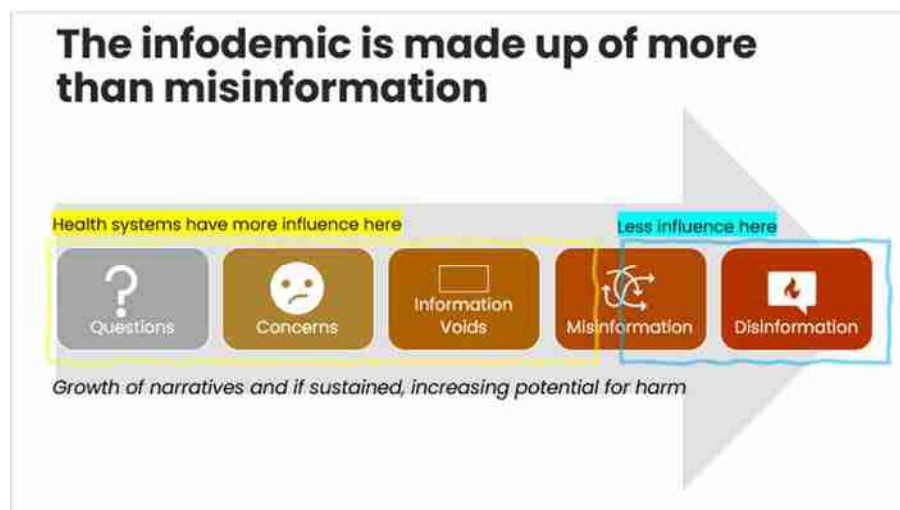 The infodemic is made up of more
than misinformation
Health systems have more influence here
Less influence here
Questions
Concerns
Information
Voids
Misinformation
Disinformation
Growth of narratives and if sustained, increasing potential for harm